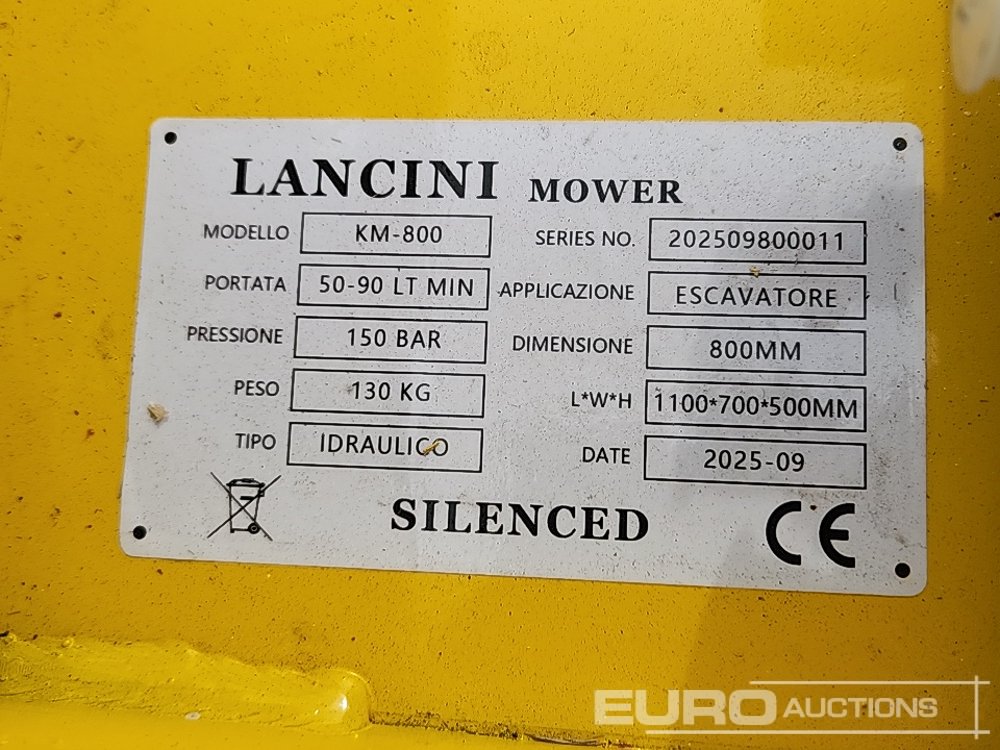 LANCINI MOWER
MODELLO KM-800 SERIES NO. 202509800011
PORTATA 50-90 LT MIN APPLICAZIONE ESCAVATORE
PRESSIONE 150 BAR DIMENSIONE 800MM
PESO 130 KG L*W*H 1100*700*500MM
TIPO IDRAULICO DATE 2025-09
SILENCED CE
EURO AUCTIONS